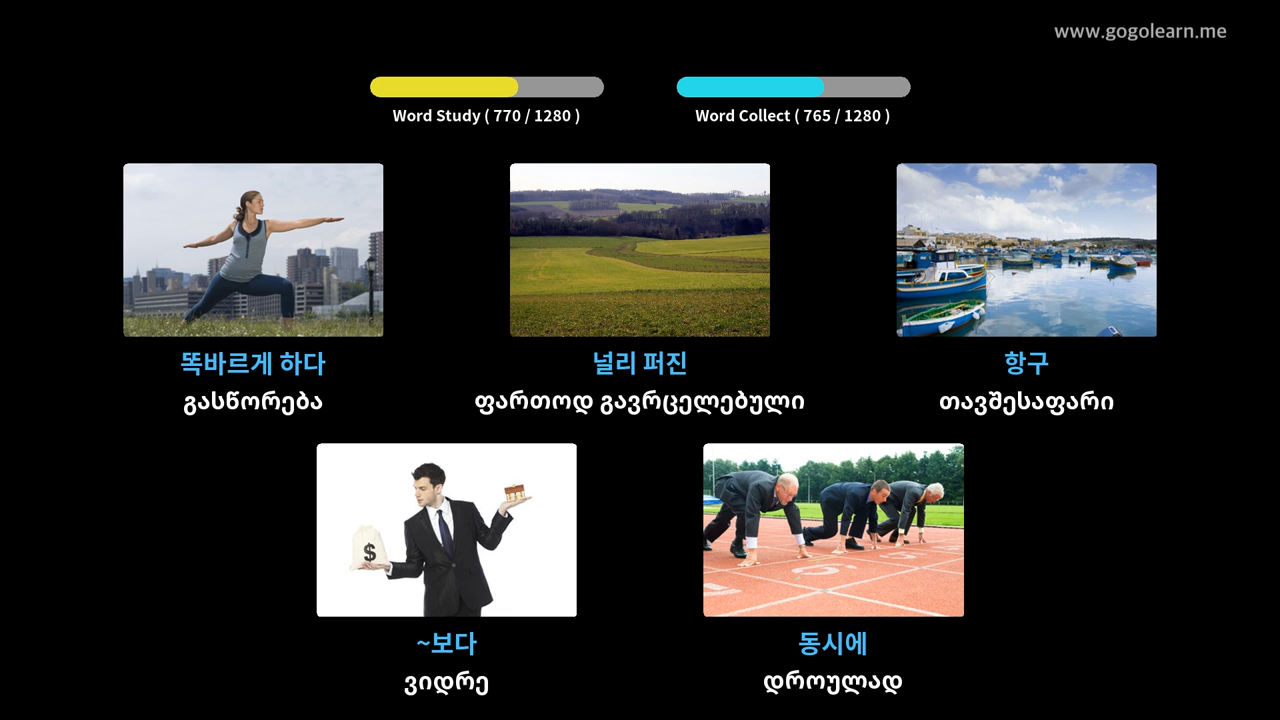 www.gogolearn.me
Word Study ( 770 / 1280 )
Word Collect ( 765 / 1280 )
똑바르게 하다
널리 퍼진
항구
გასწორება
ფართოდ გავრცელებული
თავშესაფარი
$
~보다
동시에
ვიდრე
დროულად